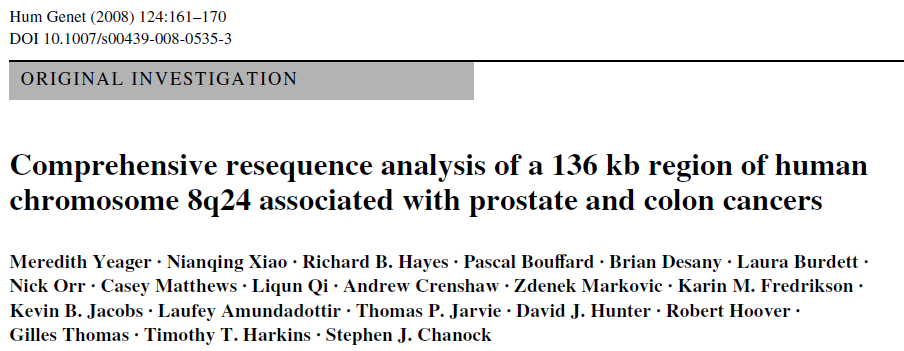 Hum Genet (2008) 124:161–170
DOI 10.1007/s00439-008-0535-3
ORIGINAL INVESTIGATION
Comprehensive resequence analysis of a 136 kb region of human
chromosome 8q24 associated with prostate and colon cancers
Meredith Yeager · Nianqing Xiao · Richard B. Hayes · Pascal Bouffard · Brian Desany · Laura Burdett ·
Nick Orr · Casey Matthews · Liqun Qi · Andrew Crenshaw · Zdenek Markovic · Karin M. Fredrikson ·
Kevin B. Jacobs · Laufey Amundadottir · Thomas P. Jarvie · David J. Hunter · Robert Hoover ·
Gilles Thomas · Timothy T. Harkins · Stephen J. Chanock